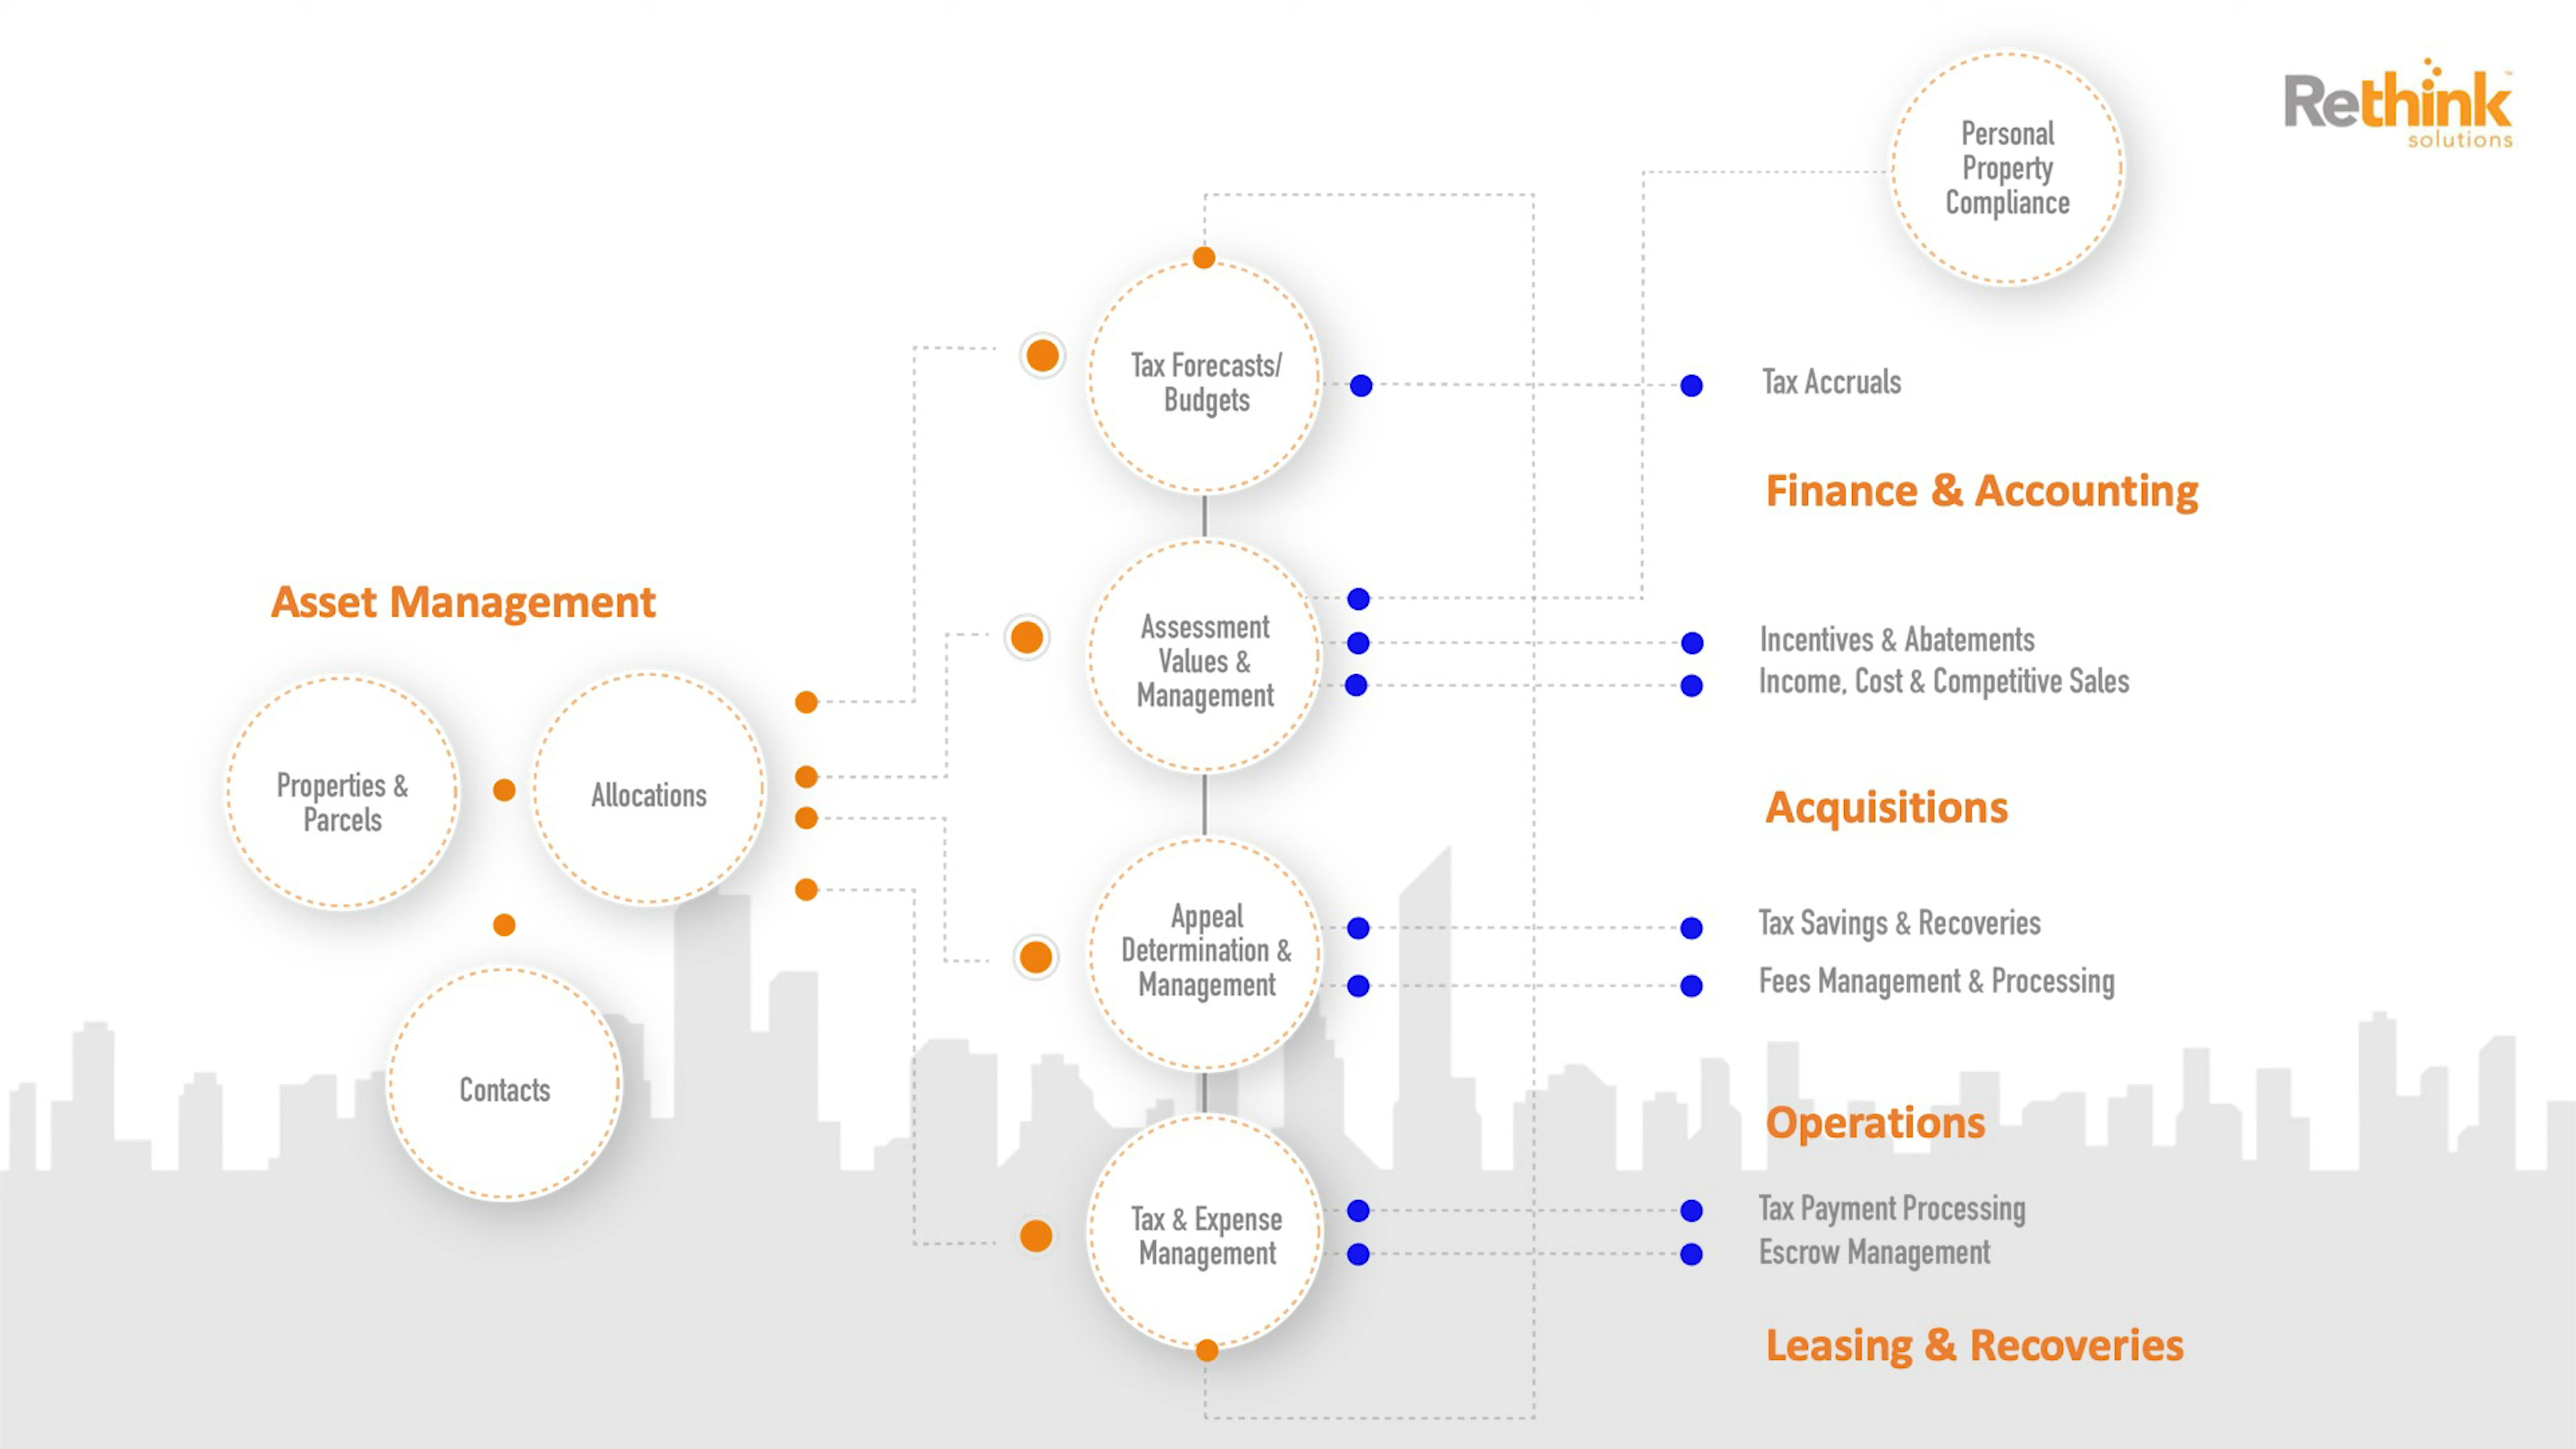 Rethink™
solutions
Personal
Property
Compliance
Tax Forecasts/
Budgets
Tax Accruals
Finance & Accounting
Asset Management
Assessment
Values &
Management
Incentives & Abatements
Income, Cost & Competitive Sales
Properties &
Parcels
Allocations
Acquisitions
Appeal
Determination &
Management
Tax Savings & Recoveries
Fees Management & Processing
Contacts
Operations
Tax & Expense
Management
Tax Payment Processing
Escrow Management
Leasing & Recoveries